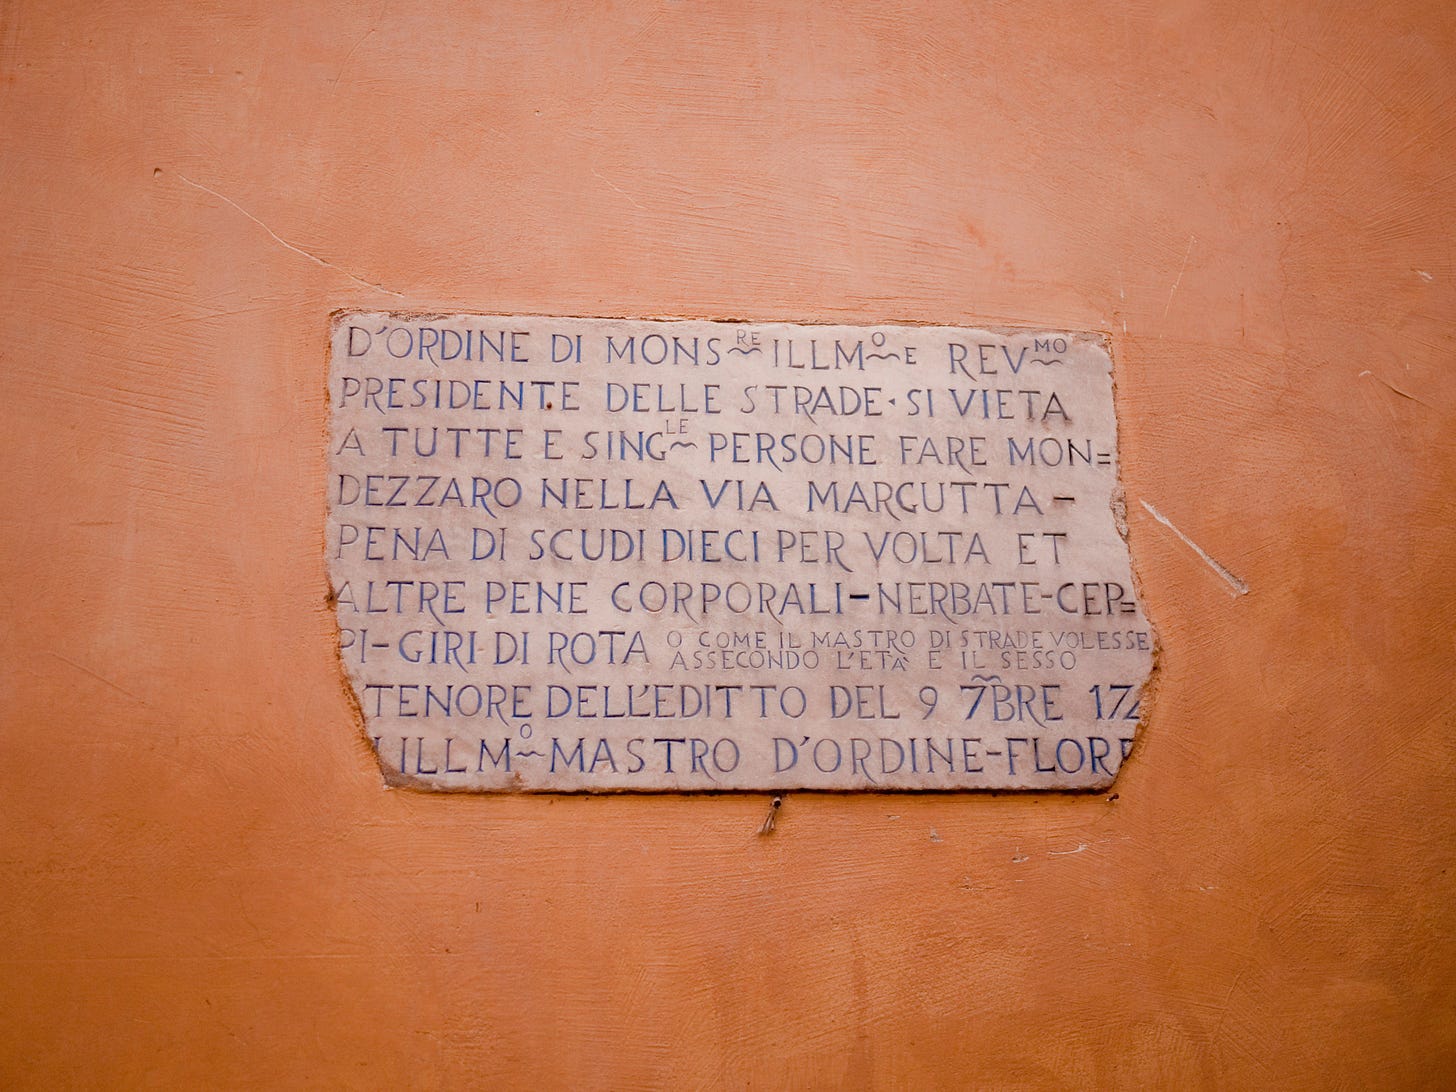 D'ORDINE DI MONSRE ILLMO E REVMO
PRESIDENTE DELLE STRADE·SI VIETA
A TUTTE E SINGLE PERSONE FARE MON=
DEZZARO NELLA VIA MARGUTTA-
PENA DI SCUDI DIECI PER VOLTA ET
ALTRE PENE CORPORALI-NERBATE-CEP=
PI-GIRI DI ROTA O COME IL MASTRO DI STRADE VOLESSE
ASSECONDO L'ETÀ E IL SESSO
TENORE DELL'EDITTO DEL 9 7BRE 172
ILLMO MASTRO D'ORDINE-FLORE